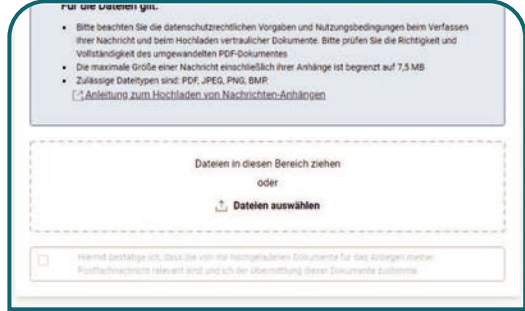 Für die Dateien gilt:
Bitte beachten Sie die datenschutzrechtlichen Vorgaben und Nutzungsbedingungen beim Verfassen
Ihrer Nachricht und beim Hochladen vertraulicher Dokumente. Bitte prüfen Sie die Richtigkeit und
Vollständigkeit des umgewandelten PDF-Dokumentes
Die maximale Größe einer Nachricht einschließlich ihrer Anhänge ist begrenzt auf 7,5 MB
Zulässige Dateitypen sind: PDF, JPEG, PNG, BMP.
Anleitung zum Hochladen von Nachrichten-Anhängen
Dateien in diesen Bereich ziehen
oder
Dateien auswählen
Hiermit bestätige ich, dass die von mir hochgeladenen Dokumente für das Anliegen meiner
Postfachnachricht relevant sind und ich der Übermittlung dieser Dokumente zustimme